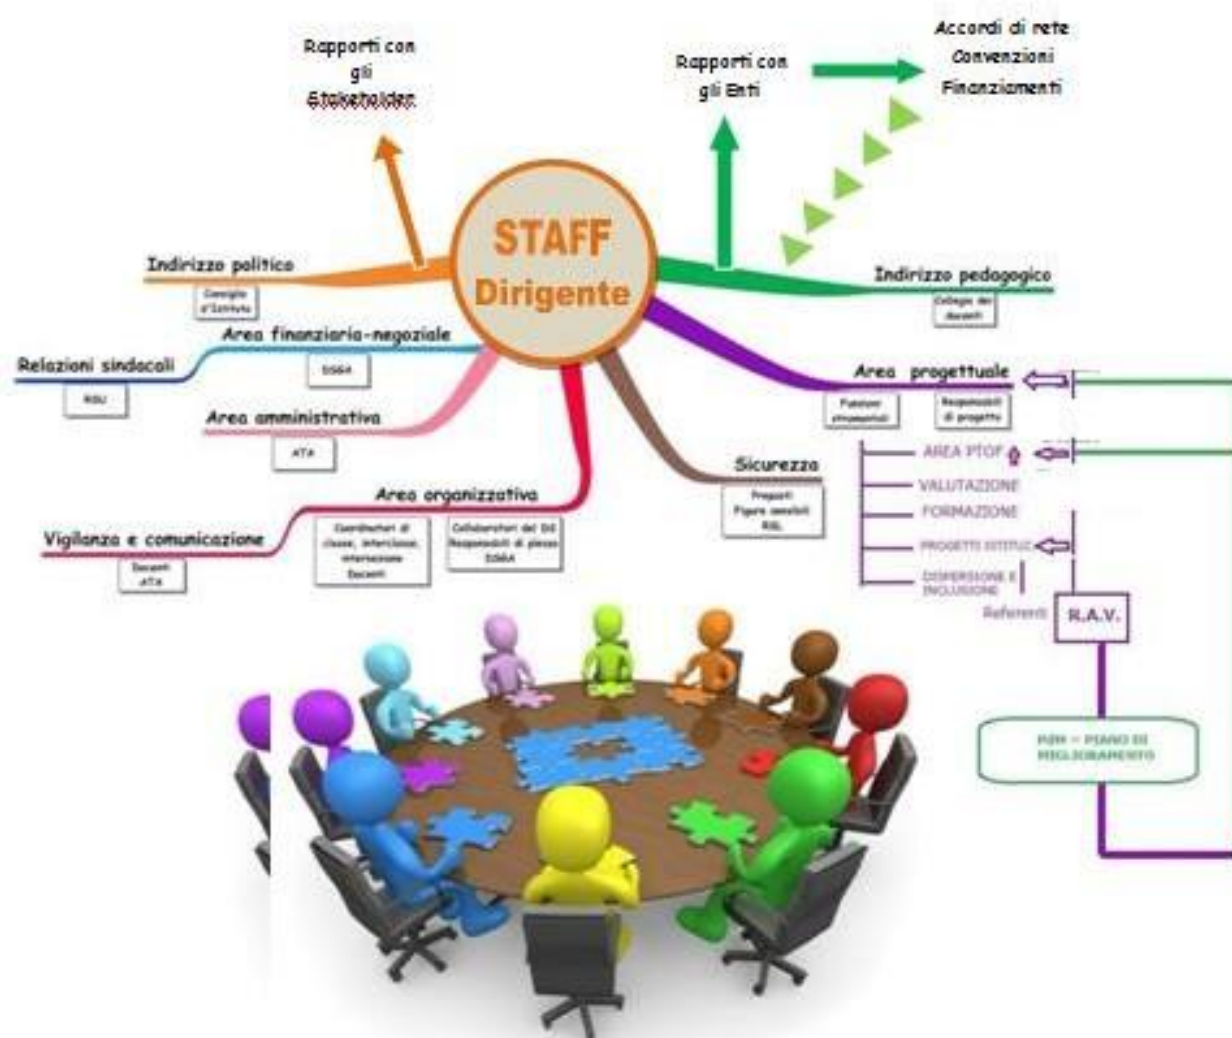 Rapporti con
gli
Stakeholder
Rapporti con
gli Enti
Accordi di rete
Convenzioni
Finanziamenti
STAFF
Dirigente
Indirizzo politico
Consiglio
d'Istituto
Indirizzo pedagogico
Collegio dei
docenti
Area finanziaria-negoziale
DSGA
Relazioni sindacali
RSU
Area amministrativa
ATA
Area progettuale
Funzioni
strumentali
Responsabili
di progetto
AREA PTOF
VALUTAZIONE
FORMAZIONE
PROGETTI ISTITUZ
DISPERSIONE E
INCLUSIONE
Referenti
R.A.V.
Sicurezza
Preposti
Figure sensibili
Area organizzativa
Coordinatori di
classe, interclasse,
intersezione
Docenti
Collaboratori del DS
Responsabili di plesso
DSGA
Vigilanza e comunicazione
Docenti
ATA
PIANO DI
MIGLIORAMENTO